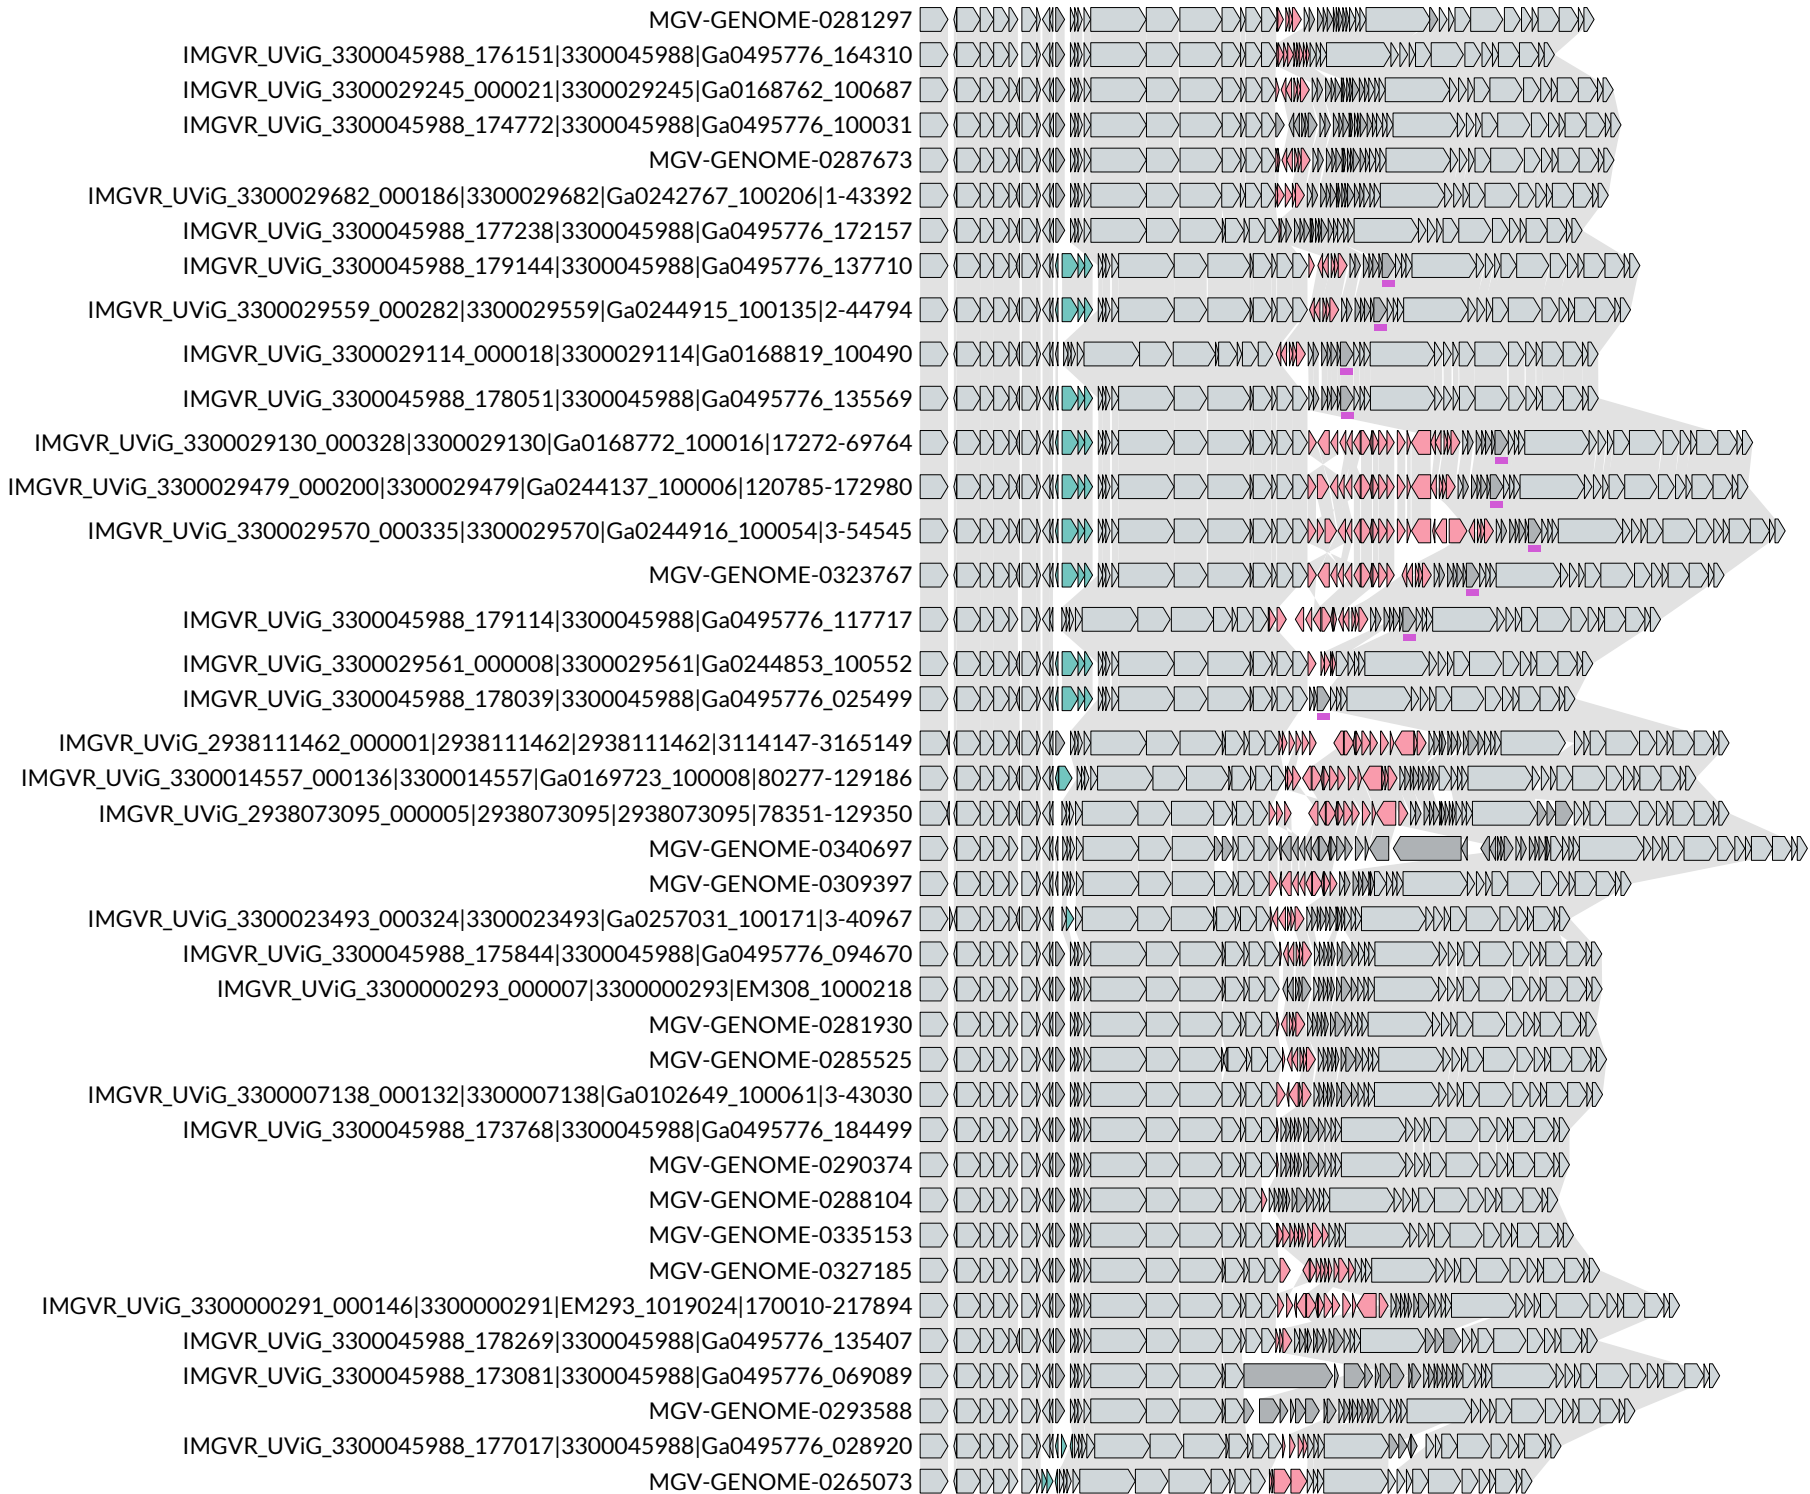 MGV-GENOME-0281297
IMGVR_UViG_3300045988_176151|3300045988|Ga0495776_164310
IMGVR_UViG_3300029245_000021|3300029245|Ga0168762_100687
IMGVR_UViG_3300045988_174772|3300045988|Ga0495776_100031
MGV-GENOME-0287673
IMGVR_UViG_3300029682_000186|3300029682|Ga0242767_100206|1-43392
IMGVR_UViG_3300045988_177238|3300045988|Ga0495776_172157
IMGVR_UViG_3300045988_179144|3300045988|Ga0495776_137710
IMGVR_UViG_3300029559_000282|3300029559|Ga0244915_100135|2-44794
IMGVR_UViG_3300029114_000018|3300029114|Ga0168819_100490
IMGVR_UViG_3300045988_178051|3300045988|Ga0495776_135569
IMGVR_UViG_3300029130_000328|3300029130|Ga0168772_100016|17272-69764
IMGVR_UViG_3300029479_000200|3300029479|Ga0244137_100006|120785-172980
IMGVR_UViG_3300029570_000335|3300029570|Ga0244916_100054|3-54545
MGV-GENOME-0323767
IMGVR_UViG_3300045988_179114|3300045988|Ga0495776_117717
IMGVR_UViG_3300029561_000008|3300029561|Ga0244853_100552
IMGVR_UViG_3300045988_178039|3300045988|Ga0495776_025499
IMGVR_UViG_2938111462_000001|2938111462|2938111462|3114147-3165149
IMGVR_UViG_3300014557_000136|3300014557|Ga0169723_100008|80277-129186
IMGVR_UViG_2938073095_000005|2938073095|2938073095|78351-129350
MGV-GENOME-0340697
MGV-GENOME-0309397
IMGVR_UViG_3300023493_000324|3300023493|Ga0257031_100171|3-40967
IMGVR_UViG_3300045988_175844|3300045988|Ga0495776_094670
IMGVR_UViG_3300000293_000007|3300000293|EM308_1000218
MGV-GENOME-0281930
MGV-GENOME-0285525
IMGVR_UViG_3300007138_000132|3300007138|Ga0102649_100061|3-43030
IMGVR_UViG_3300045988_173768|3300045988|Ga0495776_184499
MGV-GENOME-0290374
MGV-GENOME-0288104
MGV-GENOME-0335153
MGV-GENOME-0327185
IMGVR_UViG_3300000291_000146|3300000291|EM293_1019024|170010-217894
IMGVR_UViG_3300045988_178269|3300045988|Ga0495776_135407
IMGVR_UViG_3300045988_173081|3300045988|Ga0495776_069089
MGV-GENOME-0293588
IMGVR_UViG_3300045988_177017|3300045988|Ga0495776_028920
MGV-GENOME-0265073